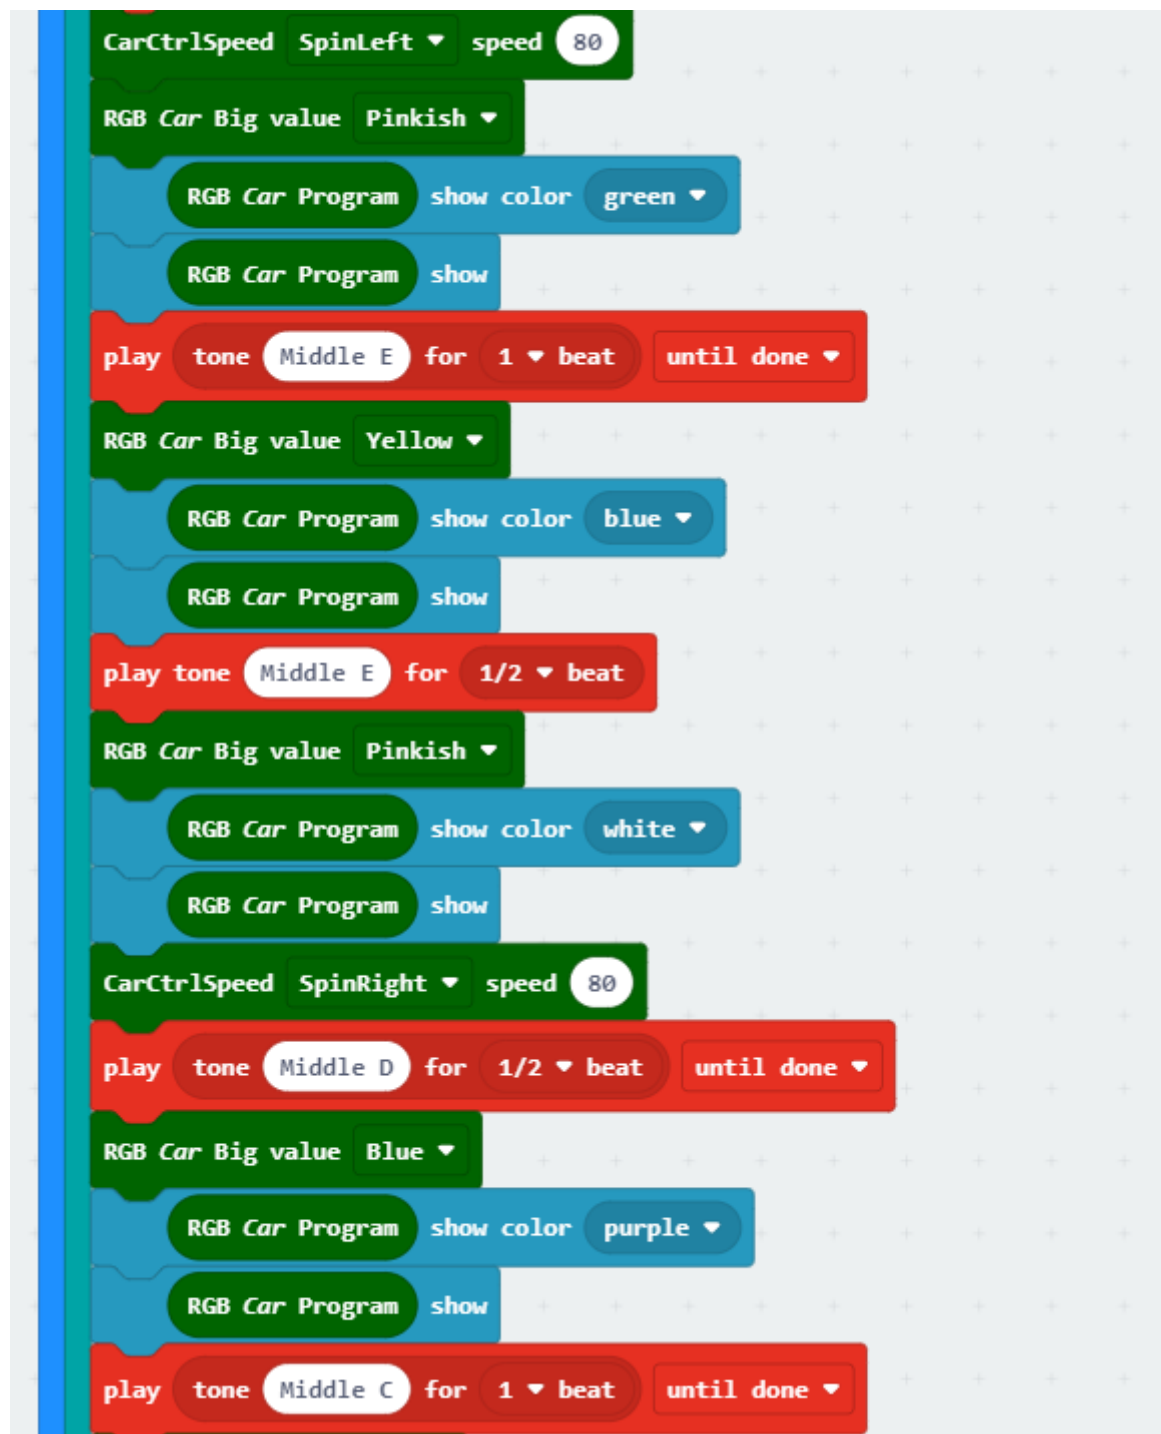 CarCtrlSpeed SpinLeft speed 80
RGB Car Big value Pinkish
RGB Car Program show color green
RGB Car Program show
play tone Middle E for 1 beat until done
RGB Car Big value Yellow
RGB Car Program show color blue
RGB Car Program show
play tone Middle E for 1/2 beat
RGB Car Big value Pinkish
RGB Car Program show color white
RGB Car Program show
CarCtrlSpeed SpinRight speed 80
play tone Middle D for 1/2 beat until done
RGB Car Big value Blue
RGB Car Program show color purple
RGB Car Program show
play tone Middle C for 1 beat until done